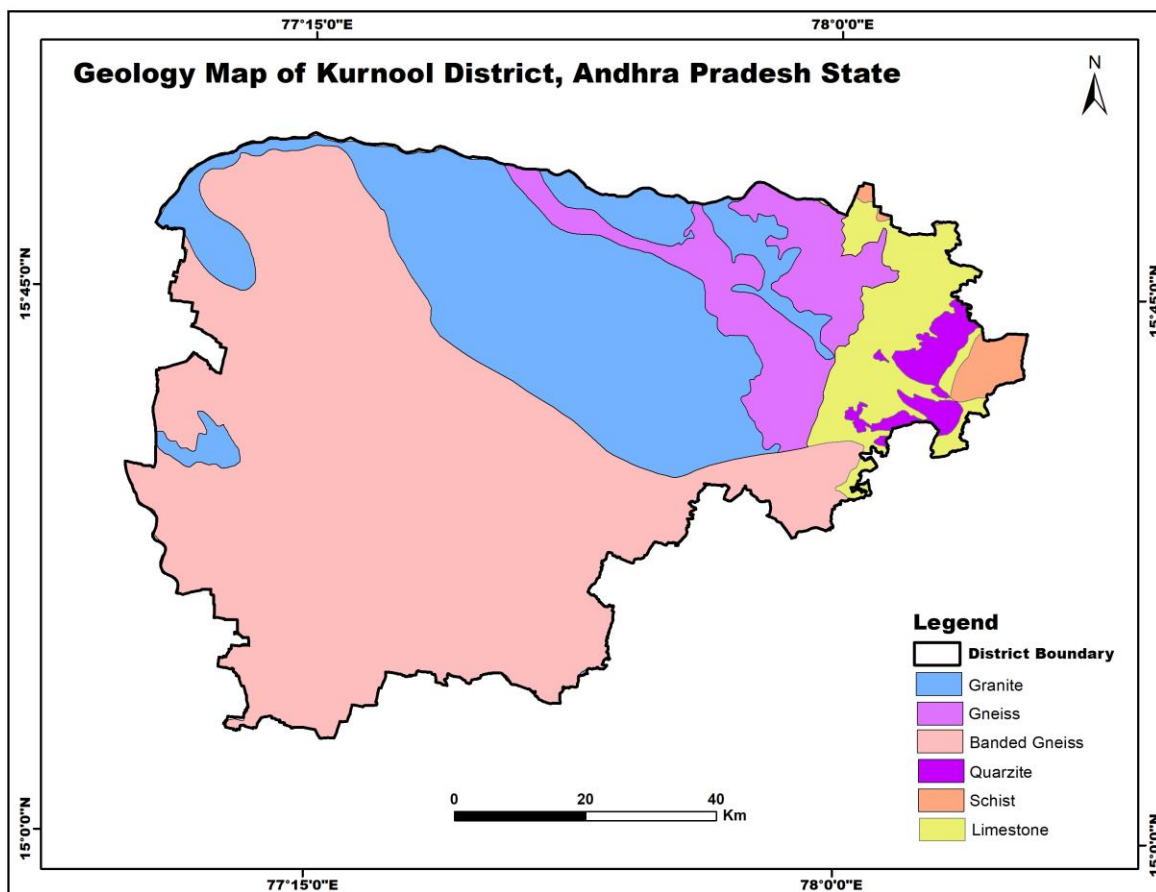 77°15'0"E 78°0'0"E
Geology Map of Kurnool District, Andhra Pradesh State
N
15°45'0"N 15°45'0"N
Legend
District Boundary
Granite
Gneiss
Banded Gneiss
Quarzite
Schist
Limestone
0 20 40
Km
15°0'0"N 15°0'0"N
77°15'0"E 78°0'0"E